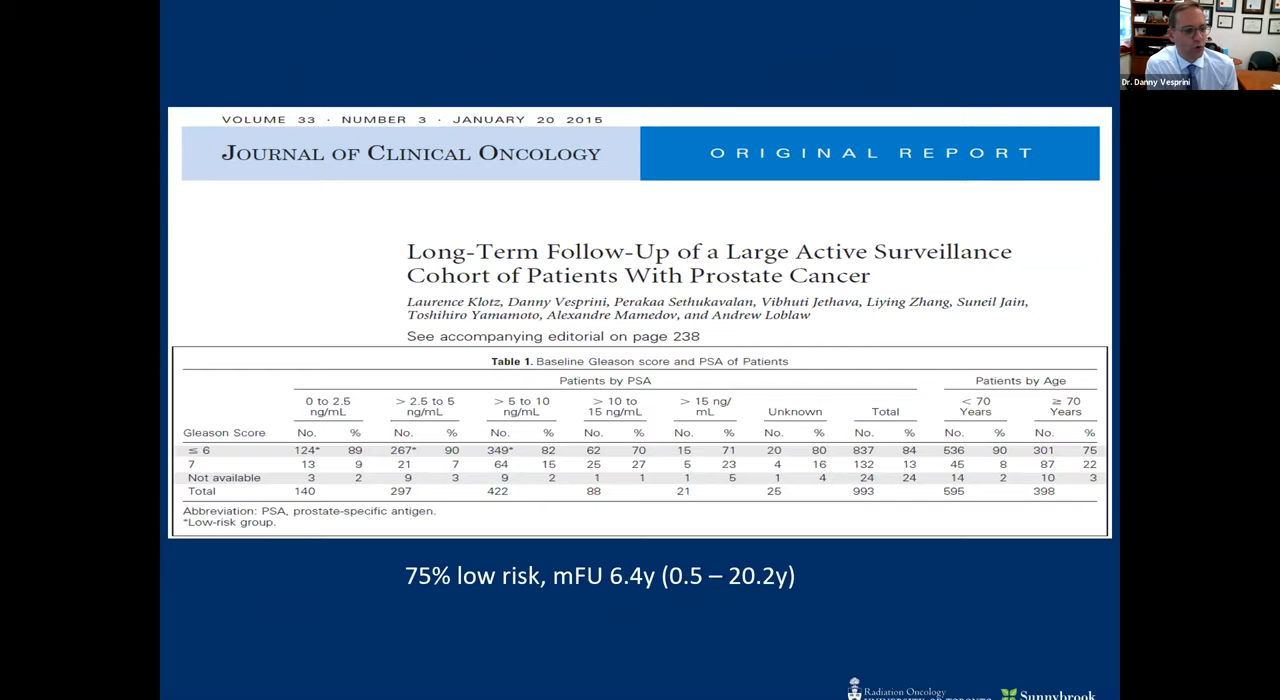 Dr. Danny Vesprini
VOLUME 33 · NUMBER 3 · JANUARY 20 2015
JOURNAL OF CLINICAL ONCOLOGY
ORIGINAL REPORT
Long-Term Follow-Up of a Large Active Surveillance
Cohort of Patients With Prostate Cancer
Laurence Klotz, Danny Vesprini, Perakaa Sethukavalan, Vibhuti Jethava, Liying Zhang, Suneil Jain,
Toshihiro Yamamoto, Alexandre Mamedov, and Andrew Loblaw
See accompanying editorial on page 238
Table 1. Baseline Gleason score and PSA of Patients
Patients by PSA Patients by Age
0 to 2.5 > 2.5 to 5 > 5 to 10 > 10 to > 15 ng/ < 70 ≥ 70
ng/mL ng/mL ng/mL 15 ng/mL mL Unknown Total Years Years
Gleason Score No. % No. % No. % No. % No. % No. % No. % No. % No. %
≤ 6 124* 89 267* 90 349* 82 62 70 15 71 20 80 837 84 536 90 301 75
7 13 9 21 7 64 15 25 27 5 23 4 16 132 13 45 8 87 22
Not available 3 2 9 3 9 2 1 1 1 5 1 4 24 24 14 2 10 3
Total 140 297 422 88 21 25 993 595 398
Abbreviation: PSA, prostate-specific antigen.
*Low-risk group.
75% low risk, mFU 6.4y (0.5 – 20.2y)
Radiation Oncology
UNIVERSITY OF TORONTO
Sunnybrook